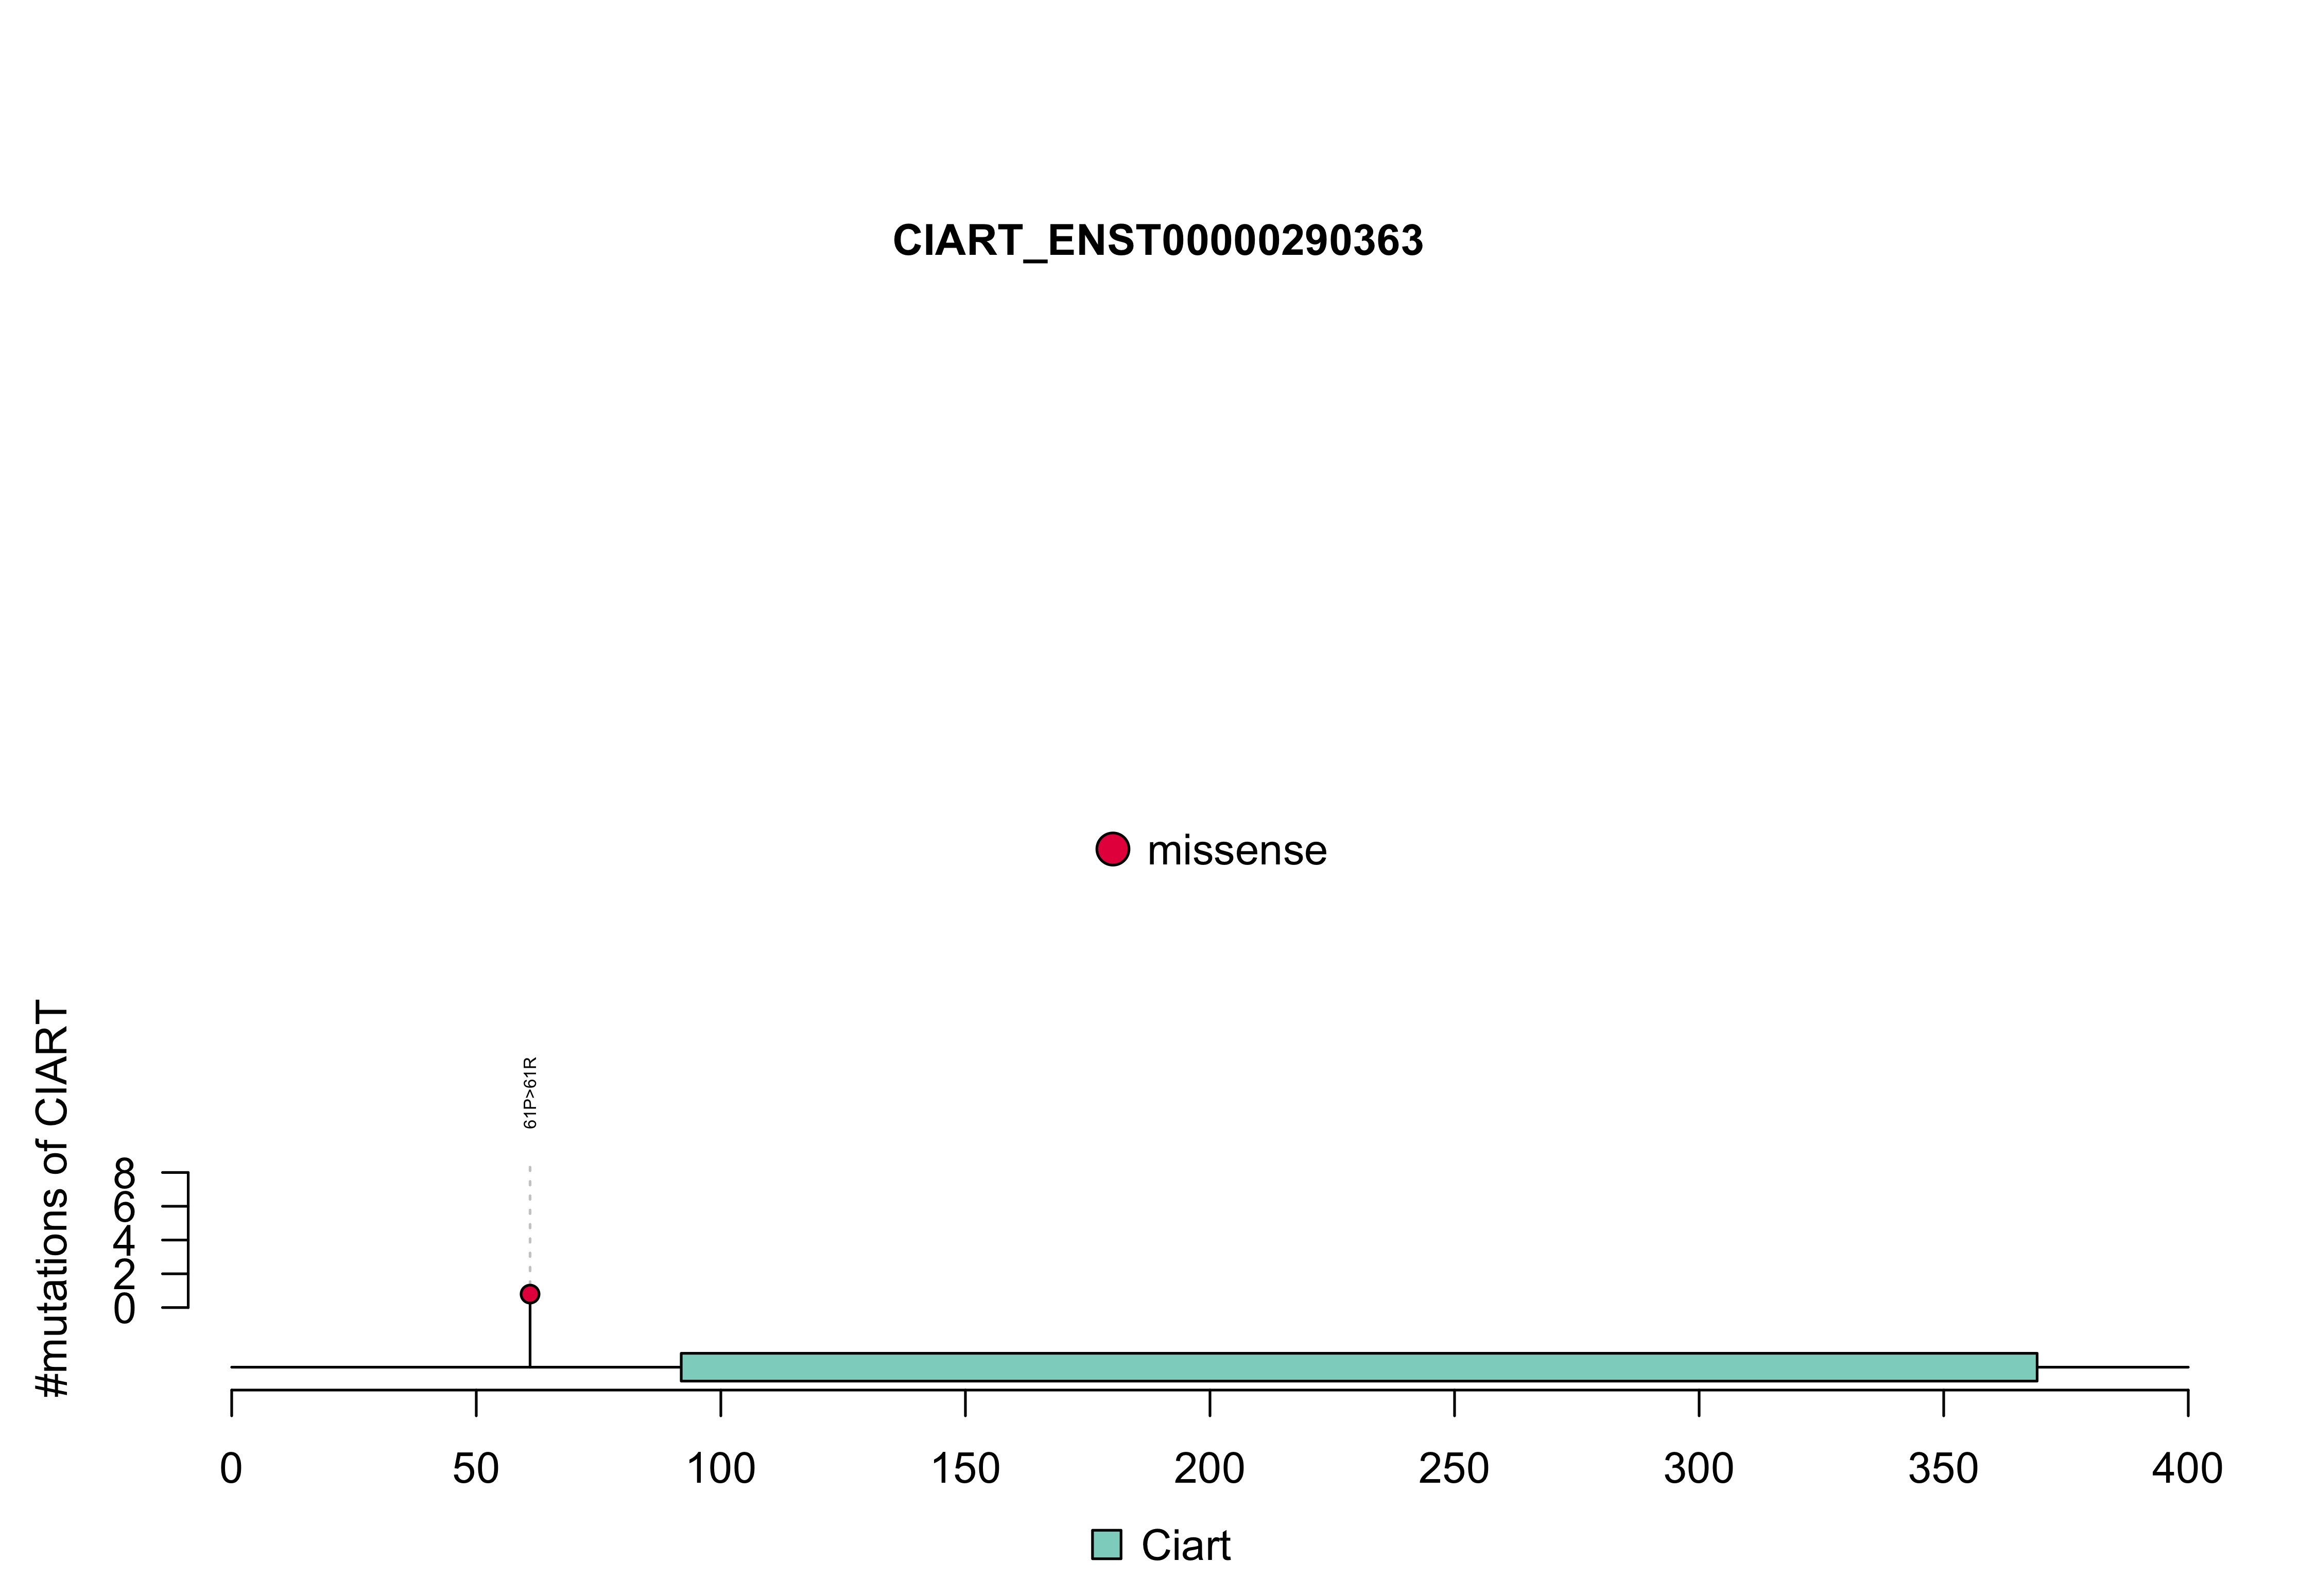 CIART_ENST00000290363
missense
#mutations of CIART
61P>61R
8
6
4
2
0
0 50 100 150 200 250 300 350 400
Ciart